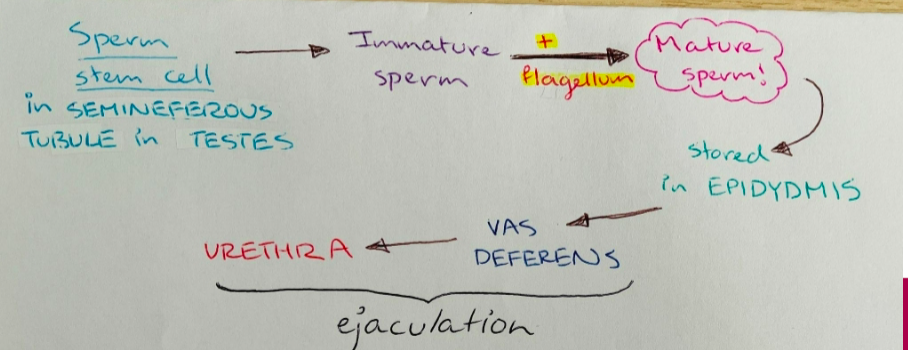 Sperm
stem cell
in SEMINEFEROUS
TUBULE in TESTES
Immature
sperm
+
flagellum
Mature
sperm!
stored
in EPIDYDMIS
VAS
DEFERENS
URETHRA
ejaculation